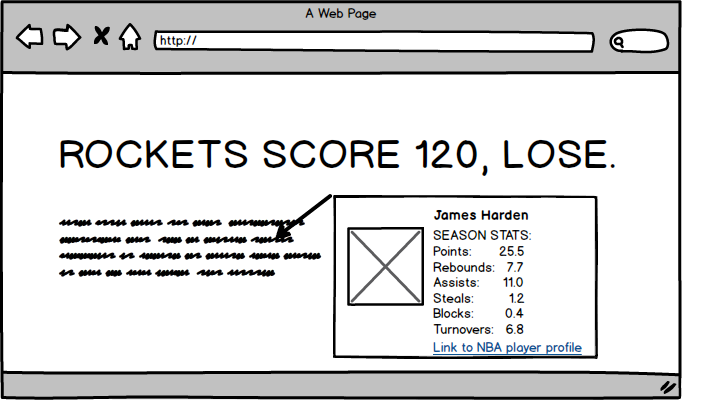 A Web Page
http://
ROCKETS SCORE 120, LOSE.
James Harden
SEASON STATS:
Points: 25.5
Rebounds: 7.7
Assists: 11.0
Steals: 1.2
Blocks: 0.4
Turnovers: 6.8
Link to NBA player profile